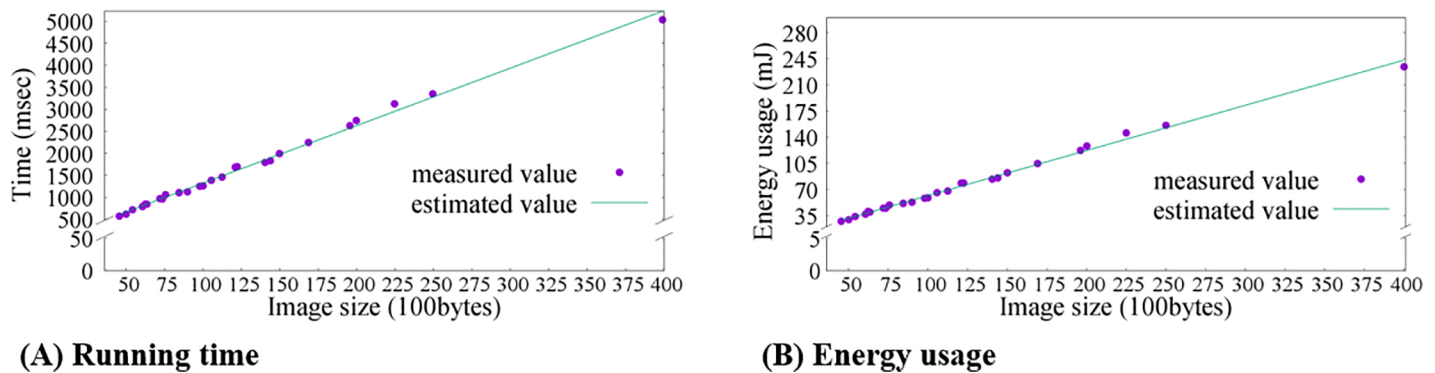 5000
4500
4000
3500
3000
2500
2000
1500
1000
500
50
0
Time (msec)
measured value
estimated value
50 75 100 125 150 175 200 225 250 275 300 325 350 375 400
Image size (100bytes)
(A) Running time
280
245
210
175
140
105
70
35
5
0
Energy usage (mJ)
measured value
estimated value
50 75 100 125 150 175 200 225 250 275 300 325 350 375 400
Image size (100bytes)
(B) Energy usage